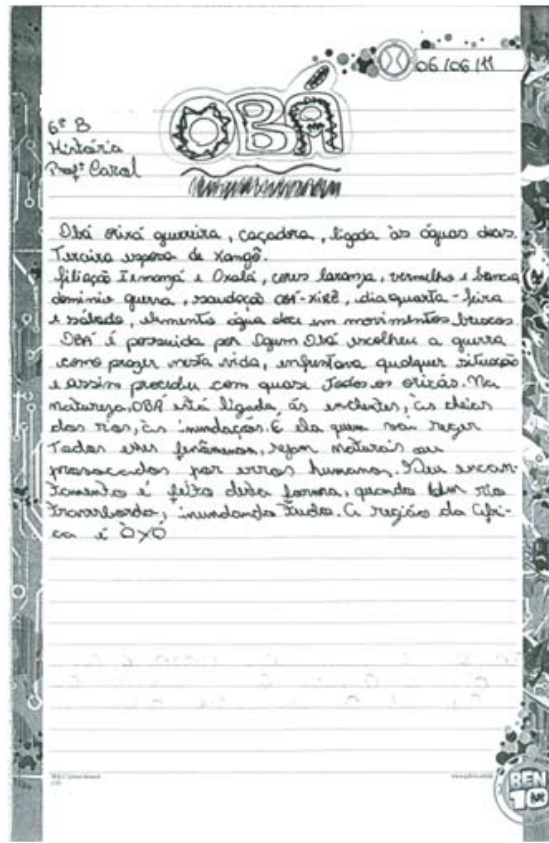 06/06/11
OBÁ
6ª B
História
Profª Carol
Obá orixá guerreira, caçadora, ligada às águas doces.
Terceira esposa de Xangô.
filiação Iemanjá e Oxalá, cores laranja, vermelho e branco
domínio guerra, saudação obá-xirê, dia quarta-feira
e sábado, elemento água doce em movimentos bruscos
OBÁ é possuida por Ogum Obá escolheu a guerra
como prazer nesta vida, enfrentava qualquer situação
e assim procedeu com quase todos os orixás. Na
natureza, OBÁ está ligada, ás enchentes, às cheias
dos rios, às inundações. É ela quem vai reger
Todos esses fenômenos, sejam naturais ou
provocados por erros humanos. Seu encan-
tamento é feito desta forma, quando um rio
transborda, inundando tudo. A região da Áfri-
ca é ÒYÓ
BEN
10